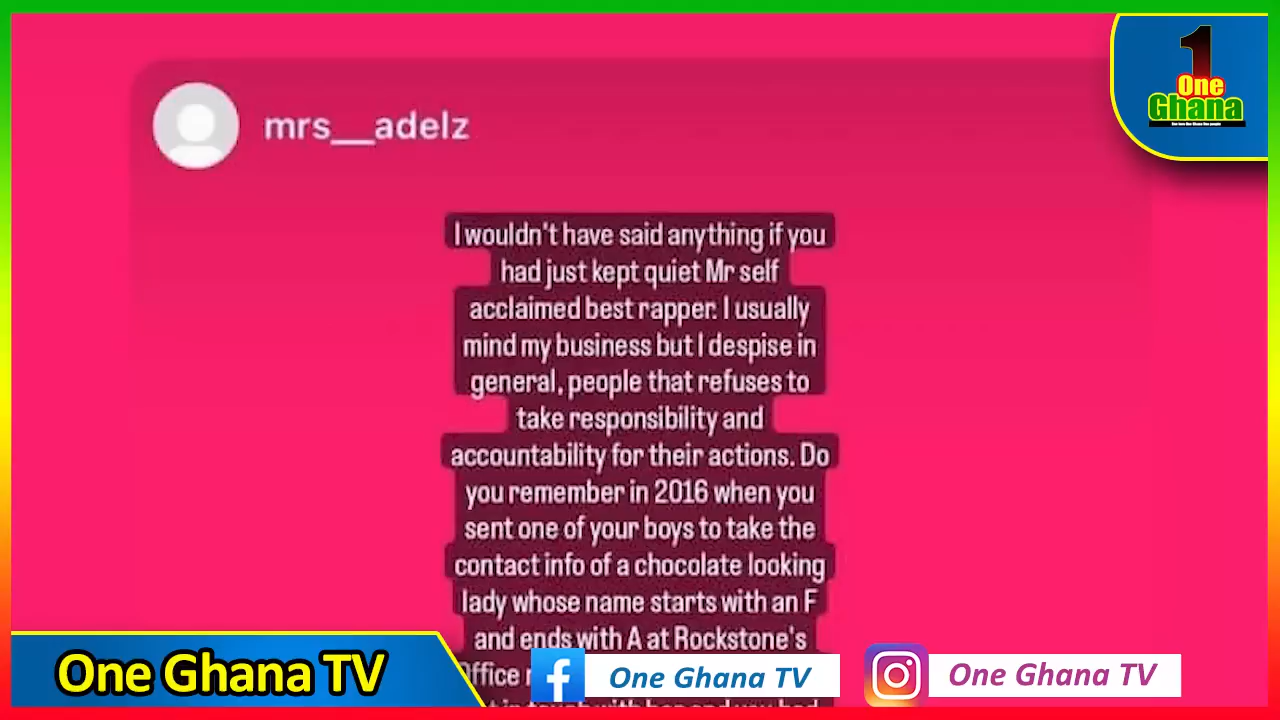 1
One
Ghana
mrs__adelz
I wouldn't have said anything if you
had just kept quiet Mr self
acclaimed best rapper. I usually
mind my business but I despise in
general, people that refuses to
take responsibility and
accountability for their actions. Do
you remember in 2016 when you
sent one of your boys to take the
contact info of a chocolate looking
lady whose name starts with an F
and ends with A at Rockstone's
Office
One Ghana TV
One Ghana TV
One Ghana TV